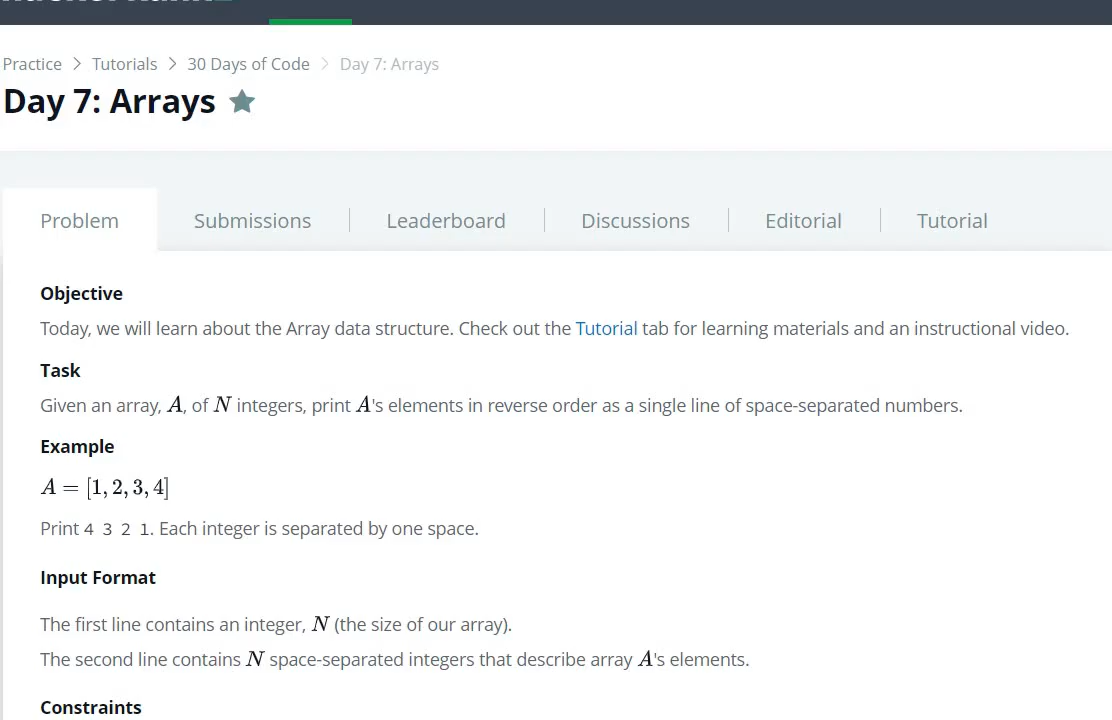 Practice > Tutorials > 30 Days of Code > Day 7: Arrays
Day 7: Arrays
Problem
Submissions
Leaderboard
Discussions
Editorial
Tutorial
Objective
Today, we will learn about the Array data structure. Check out the Tutorial tab for learning materials and an instructional video.
Task
Given an array, A, of N integers, print A's elements in reverse order as a single line of space-separated numbers.
Example
A = [1, 2, 3, 4]
Print 4 3 2 1. Each integer is separated by one space.
Input Format
The first line contains an integer, N (the size of our array).
The second line contains N space-separated integers that describe array A's elements.
Constraints